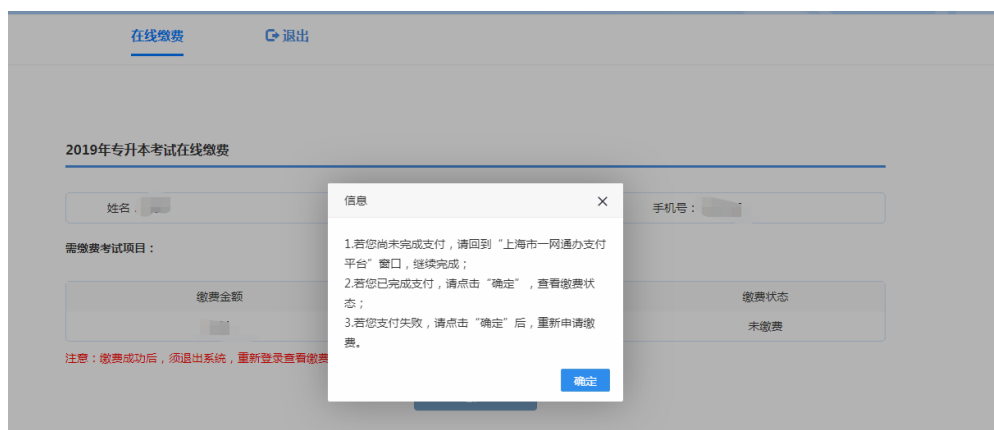 在线缴费
退出
2019年专升本考试在线缴费
姓名
信息
手机号：
需缴费考试项目：
1.若您尚未完成支付，请回到“上海市一网通办支付
平台”窗口，继续完成；
2.若您已完成支付，请点击“确定”，查看缴费状
态；
3.若您支付失败，请点击“确定”后，重新申请缴
费。
缴费金额
缴费状态
未缴费
注意：缴费成功后，须退出系统，重新登录查看缴费
确定